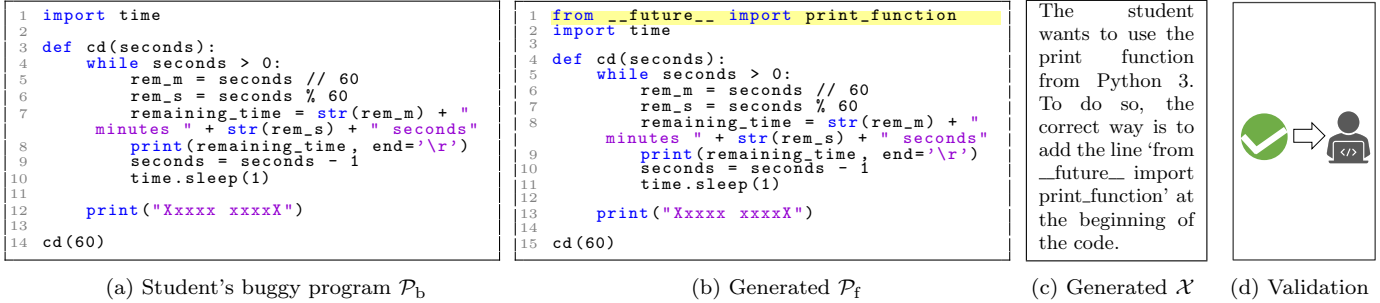 1 import time
2
3 def cd(seconds):
4 while seconds > 0:
5 rem_m = seconds // 60
6 rem_s = seconds % 60
7 remaining_time = str(rem_m) + "
minutes " + str(rem_s) + " seconds"
8 print(remaining_time, end='\r')
9 seconds = seconds - 1
10 time.sleep(1)
11
12 print("Xxxxx xxxxX")
13
14 cd(60)
(a) Student's buggy program 𝒫b
1 from __future__ import print_function
2 import time
3
4 def cd(seconds):
5 while seconds > 0:
6 rem_m = seconds // 60
7 rem_s = seconds % 60
8 remaining_time = str(rem_m) + "
minutes " + str(rem_s) + " seconds"
9 print(remaining_time, end='\r')
10 seconds = seconds - 1
11 time.sleep(1)
12
13 print("Xxxxx xxxxX")
14
15 cd(60)
(b) Generated 𝒫f
The student
wants to use the
print function
from Python 3.
To do so, the
correct way is to
add the line ‘from
__future__ import
print_function’ at
the beginning of
the code.
(c) Generated 𝒳
</>
(d) Validation